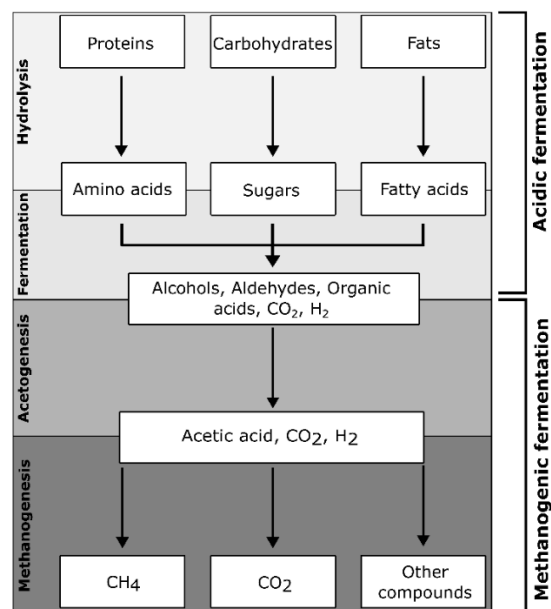 Proteins
Carbohydrates
Fats
Hydrolysis
Acidic fermentation
Amino acids
Sugars
Fatty acids
Fermentation
Alcohols, Aldehydes, Organic
acids, CO₂, H₂
Acetogenesis
Methanogenic fermentation
Acetic acid, CO2, H2
Methanogenesis
CH4
CO2
Other
compounds